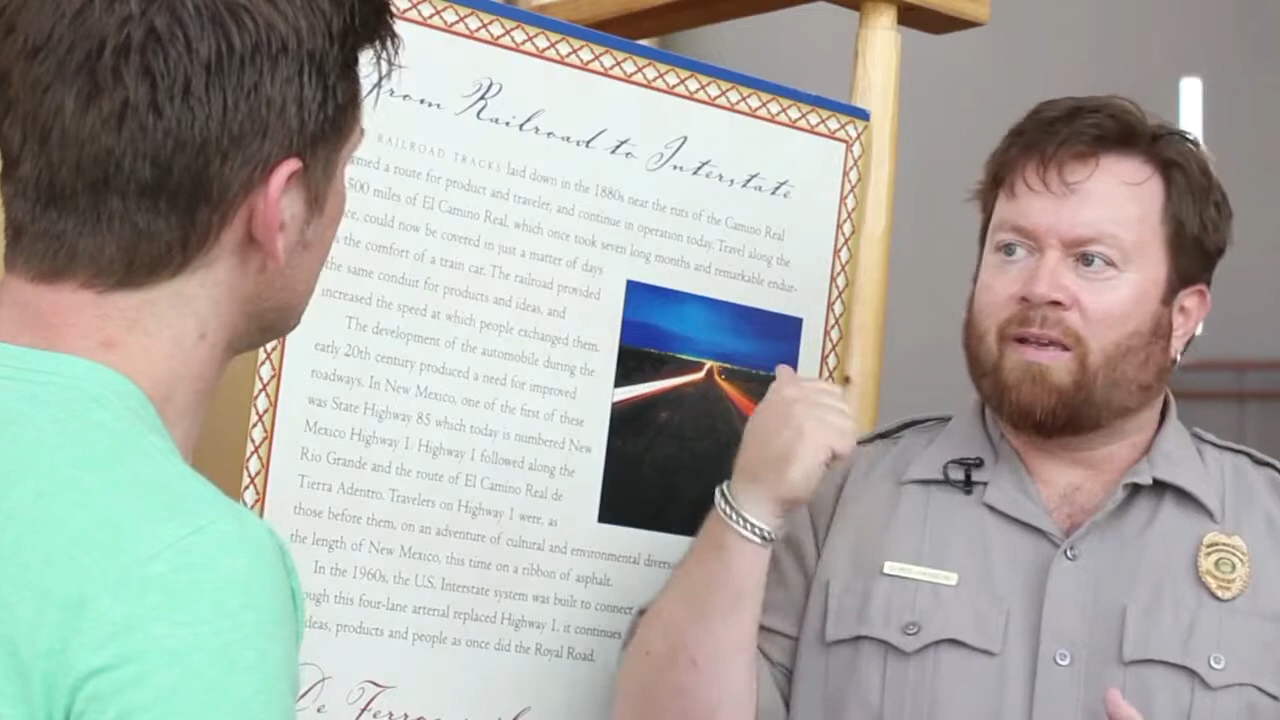 From Railroad to Interstate
RAILROAD TRACKS laid down in the 1880s near the ruts of the Camino Real
a route for product and traveler, and continue in operation today. Travel along the
500 miles of El Camino Real, which once took seven long months and remarkable endur-
could now be covered in just a matter of days
the comfort of a train car. The railroad provided
the same conduit for products and ideas, and
increased the speed at which people exchanged them.
The development of the automobile during the
early 20th century produced a need for improved
roadways. In New Mexico, one of the first of these
was State Highway 85 which today is numbered New
Mexico Highway 1. Highway 1 followed along the
Rio Grande and the route of El Camino Real de
Tierra Adentro. Travelers on Highway 1 were, as
those before them, on an adventure of cultural and environmental divers
the length of New Mexico, this time on a ribbon of asphalt.
In the 1960s, the U.S. Interstate system was built to connect
ough this four-lane arterial replaced Highway 1, it continues
ideas, products and people as once did the Royal Road.
De Ferrocarril